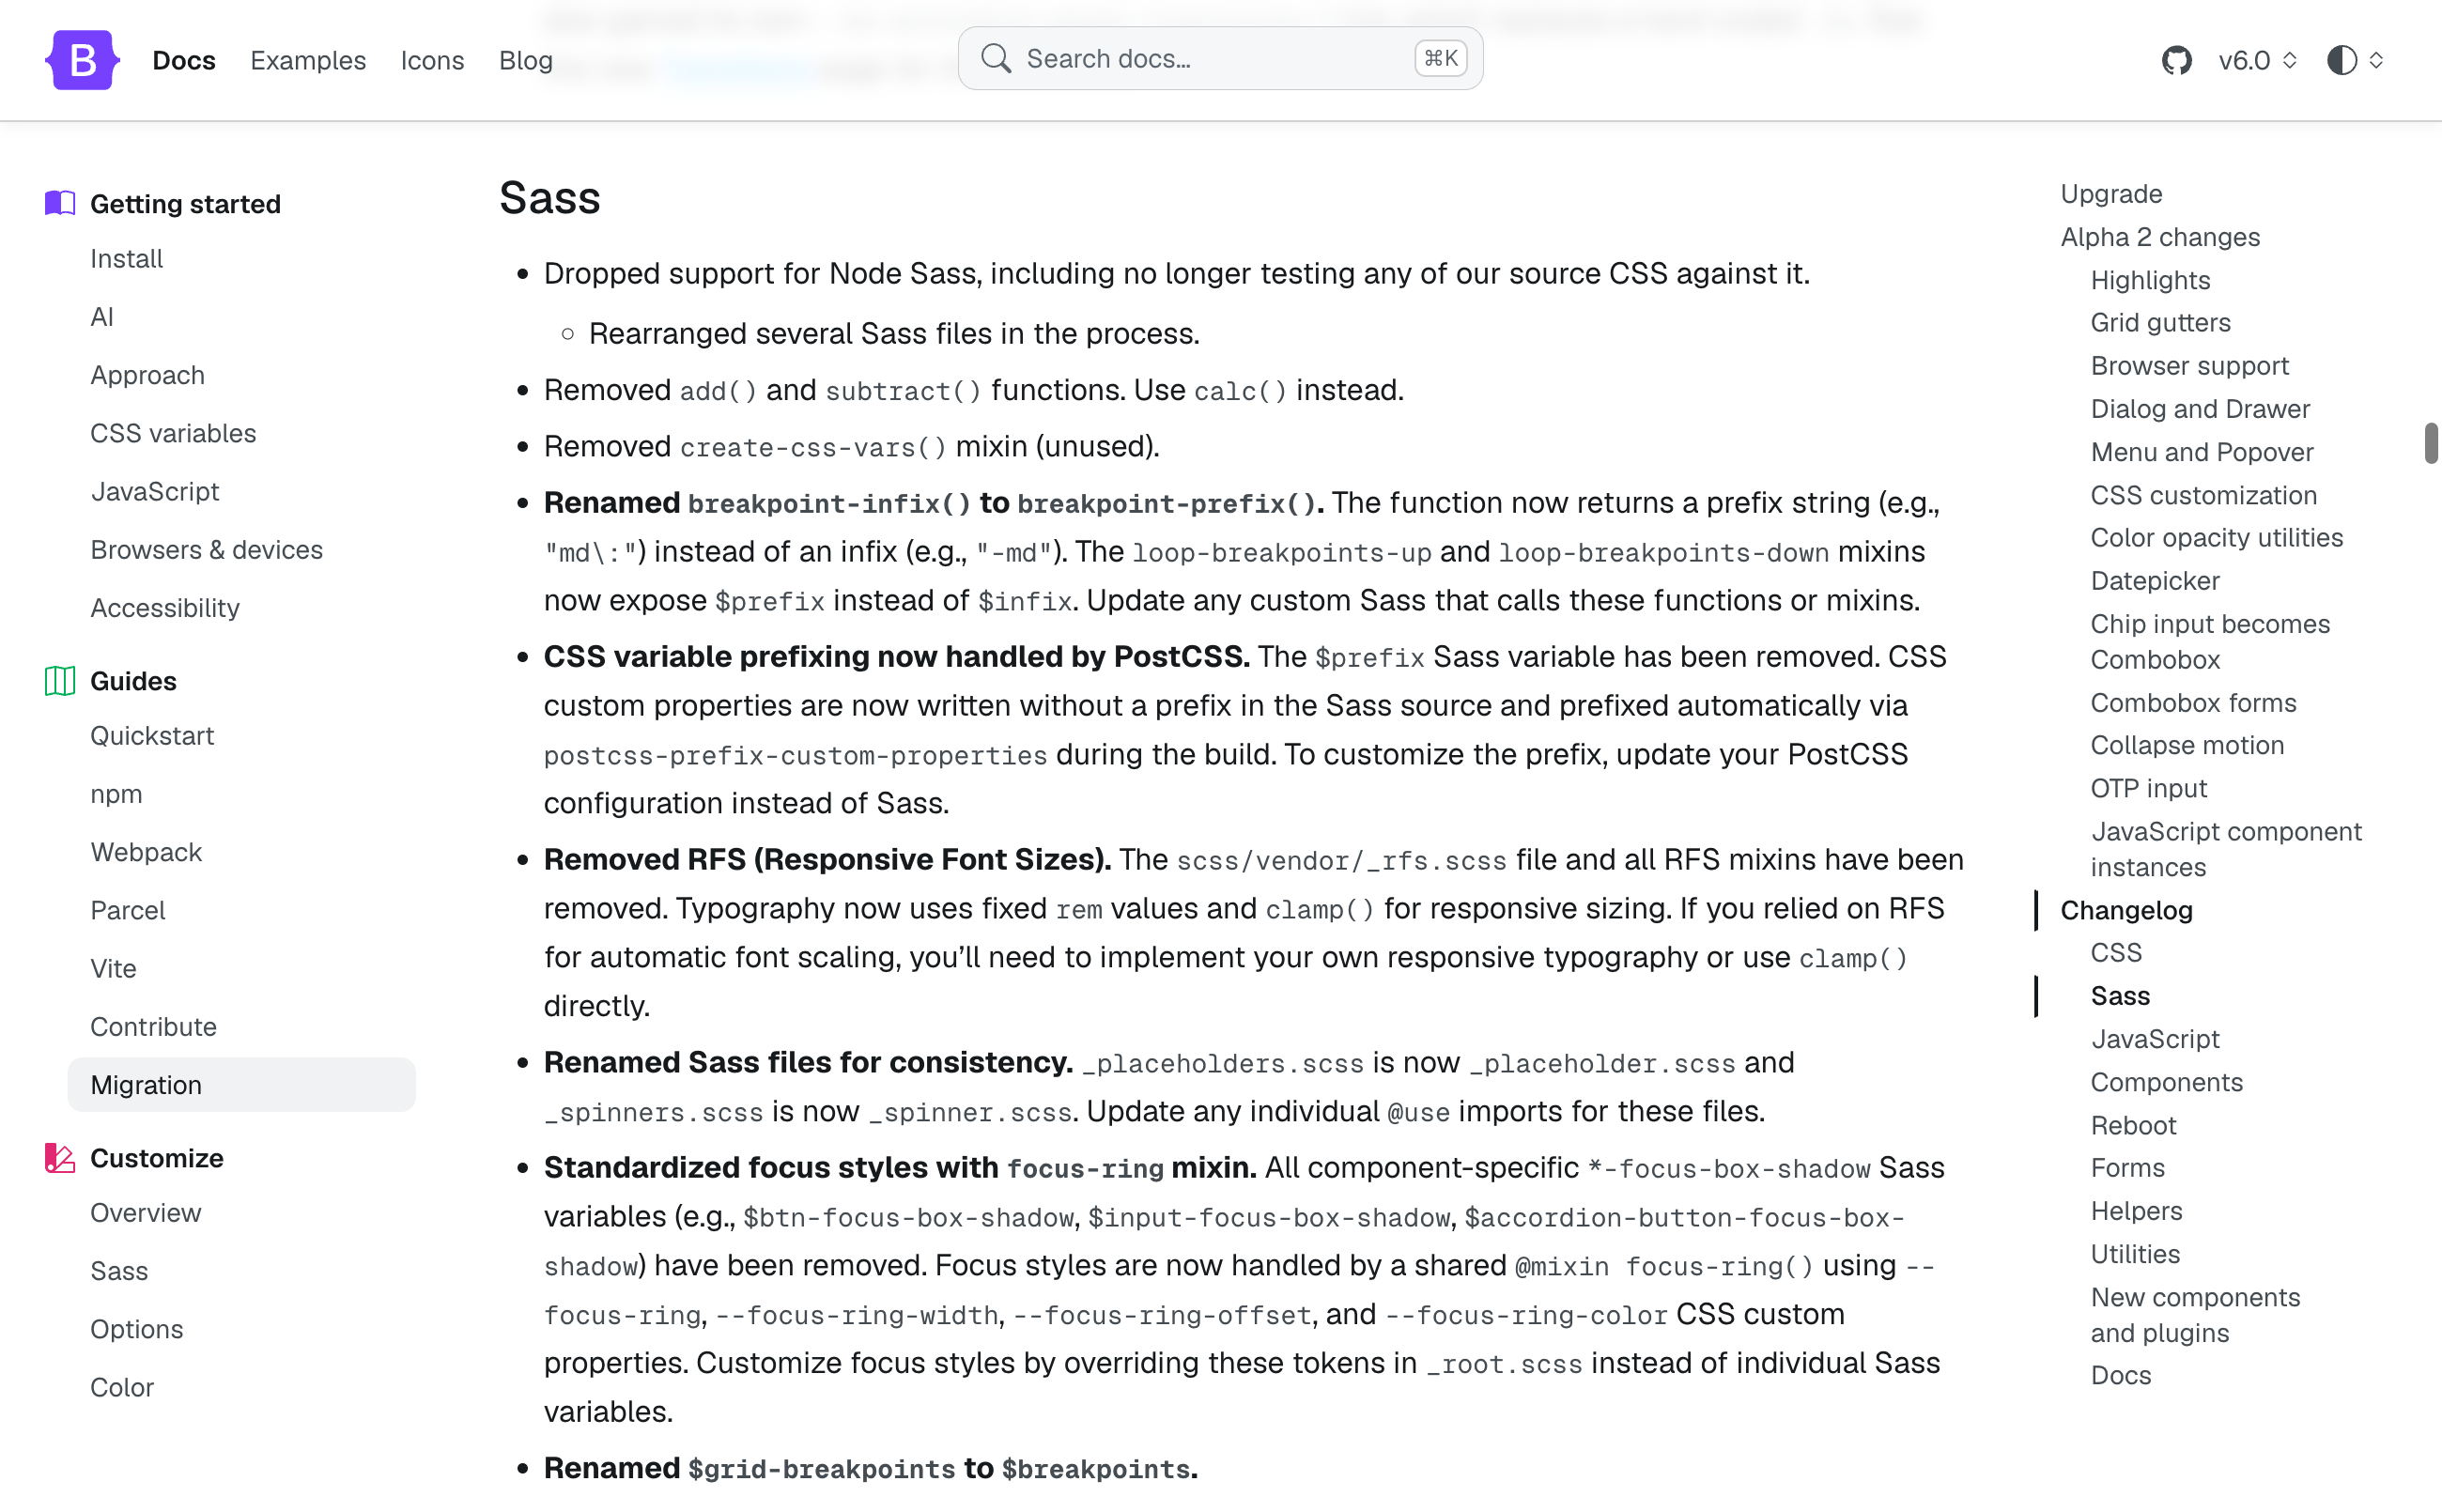 B Docs Examples Icons Blog Search docs... ⌘K v6.0
Getting started
Install
AI
Approach
CSS variables
JavaScript
Browsers & devices
Accessibility
Guides
Quickstart
npm
Webpack
Parcel
Vite
Contribute
Migration
Customize
Overview
Sass
Options
Color
Sass
Dropped support for Node Sass, including no longer testing any of our source CSS against it.
Rearranged several Sass files in the process.
Removed add() and subtract() functions. Use calc() instead.
Removed create-css-vars() mixin (unused).
Renamed breakpoint-infix() to breakpoint-prefix(). The function now returns a prefix string (e.g.,
"md\:") instead of an infix (e.g., "-md"). The loop-breakpoints-up and loop-breakpoints-down mixins
now expose $prefix instead of $infix. Update any custom Sass that calls these functions or mixins.
CSS variable prefixing now handled by PostCSS. The $prefix Sass variable has been removed. CSS
custom properties are now written without a prefix in the Sass source and prefixed automatically via
postcss-prefix-custom-properties during the build. To customize the prefix, update your PostCSS
configuration instead of Sass.
Removed RFS (Responsive Font Sizes). The scss/vendor/_rfs.scss file and all RFS mixins have been
removed. Typography now uses fixed rem values and clamp() for responsive sizing. If you relied on RFS
for automatic font scaling, you’ll need to implement your own responsive typography or use clamp()
directly.
Renamed Sass files for consistency. _placeholders.scss is now _placeholder.scss and
_spinners.scss is now _spinner.scss. Update any individual @use imports for these files.
Standardized focus styles with focus-ring mixin. All component-specific *-focus-box-shadow Sass
variables (e.g., $btn-focus-box-shadow, $input-focus-box-shadow, $accordion-button-focus-box-
shadow) have been removed. Focus styles are now handled by a shared @mixin focus-ring() using --
focus-ring, --focus-ring-width, --focus-ring-offset, and --focus-ring-color CSS custom
properties. Customize focus styles by overriding these tokens in _root.scss instead of individual Sass
variables.
Renamed $grid-breakpoints to $breakpoints.
Upgrade
Alpha 2 changes
Highlights
Grid gutters
Browser support
Dialog and Drawer
Menu and Popover
CSS customization
Color opacity utilities
Datepicker
Chip input becomes
Combobox
Combobox forms
Collapse motion
OTP input
JavaScript component
instances
Changelog
CSS
Sass
JavaScript
Components
Reboot
Forms
Helpers
Utilities
New components
and plugins
Docs